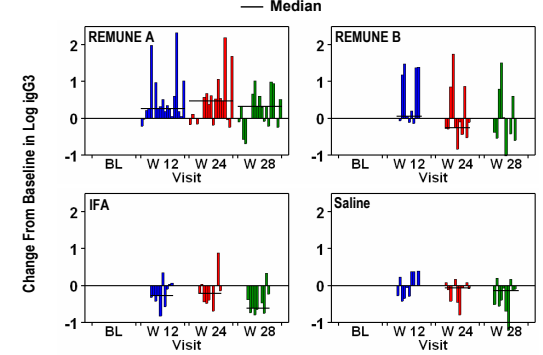 Median
Change From Baseline in Log igG3
REMUNE A
2
1
0
-1
BL W 12 W 24 W 28
Visit
REMUNE B
2
1
0
-1
BL W 12 W 24 W 28
Visit
IFA
2
1
0
-1
BL W 12 W 24 W 28
Visit
Saline
2
1
0
-1
BL W 12 W 24 W 28
Visit